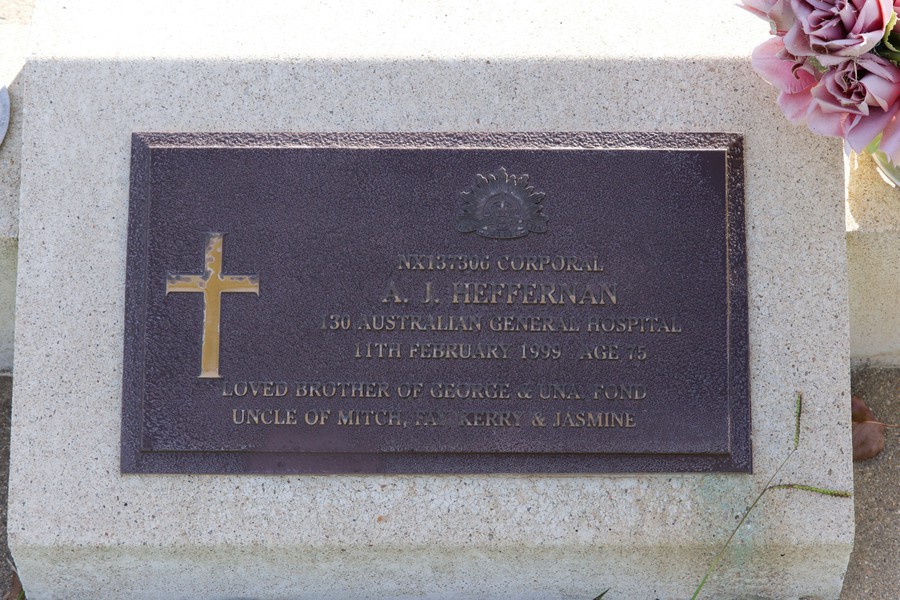 NX137306 CORPORAL
A. J. HEFFERNAN
130 AUSTRALIAN GENERAL HOSPITAL
11TH FEBRUARY 1999 AGE 75
LOVED BROTHER OF GEORGE & UNA. FOND
UNCLE OF MITCH, KERRY & JASMINE